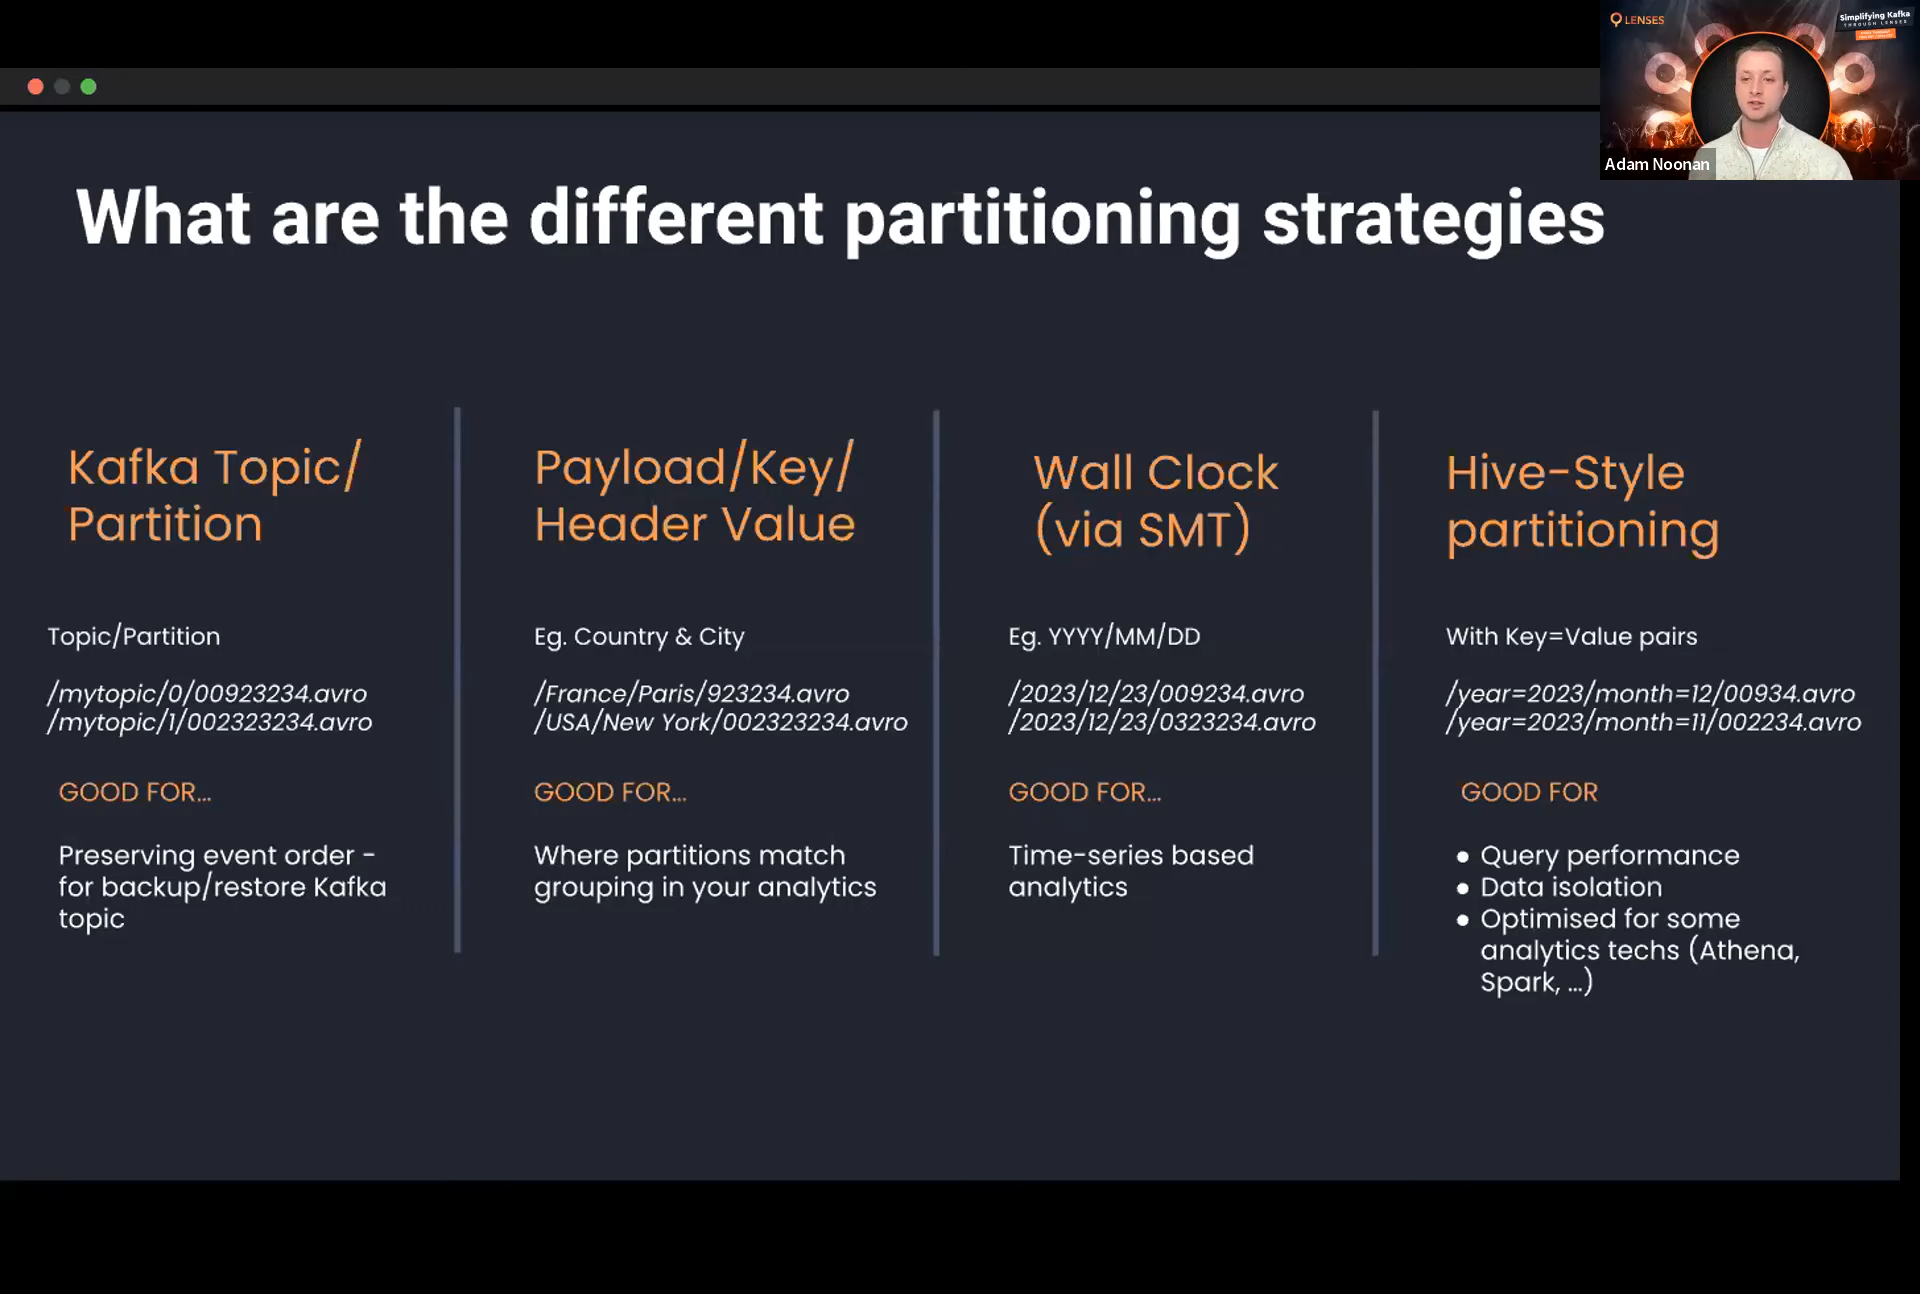 LENSES
Simplifying Kafka
THROUGH LENSES
Adam Noonan
What are the different partitioning strategies
Kafka Topic/
Partition
Topic/Partition
/mytopic/0/00923234.avro
/mytopic/1/002323234.avro
GOOD FOR...
Preserving event order -
for backup/restore Kafka
topic
Payload/Key/
Header Value
Eg. Country & City
/France/Paris/923234.avro
/USA/New York/002323234.avro
GOOD FOR...
Where partitions match
grouping in your analytics
Wall Clock
(via SMT)
Eg. YYYY/MM/DD
/2023/12/23/009234.avro
/2023/12/23/0323234.avro
GOOD FOR...
Time-series based
analytics
Hive-Style
partitioning
With Key=Value pairs
/year=2023/month=12/00934.avro
/year=2023/month=11/002234.avro
GOOD FOR
● Query performance
● Data isolation
● Optimised for some
analytics techs (Athena,
Spark, ...)